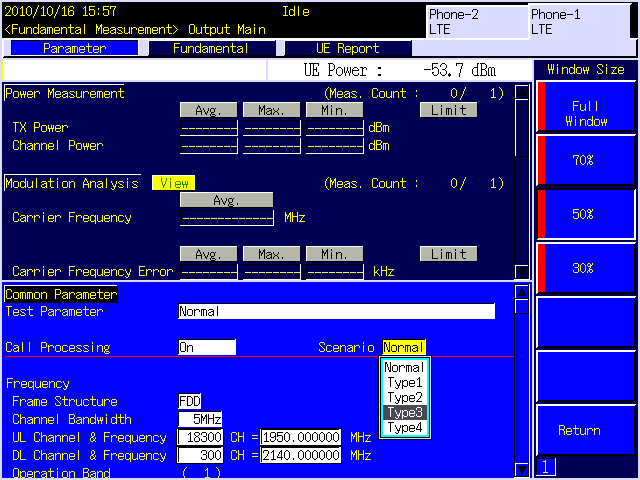 2010/10/16 15:57 Idle Phone-2 Phone-1
<Fundamental Measurement> Output Main LTE LTE
Parameter Fundamental UE Report
UE Power : -53.7 dBm Window Size
Power Measurement (Meas. Count : 0/ 1)
Avg. Max. Min. Limit
TX Power -------- -------- -------- dBm
Channel Power -------- -------- -------- dBm
Full
Window
70%
Modulation Analysis View (Meas. Count : 0/ 1)
Avg.
Carrier Frequency ------------- MHz
50%
Avg. Max. Min. Limit
Carrier Frequency Error -------- -------- -------- kHz
30%
Common Parameter
Test Parameter Normal
Call Processing On Scenario Normal
Normal
Type1
Type2
Type3
Type4
Frequency
Frame Structure FDD
Channel Bandwidth 5MHz
UL Channel & Frequency 18300 CH = 1950.000000 MHz
DL Channel & Frequency 300 CH = 2140.000000 MHz
Operation Band ( 1)
Return
1